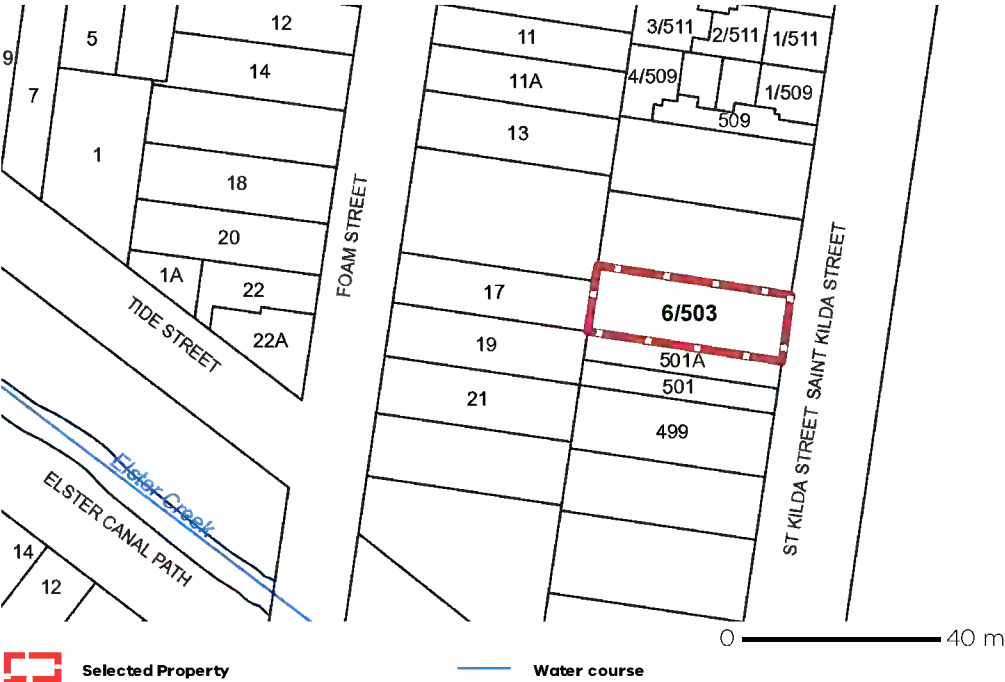 12
3/511
2/511
1/511
5
11
9
14
11A
4/509
1/509
7
509
13
1
18
FOAM STREET
20
1A
22
17
6/503
TIDE STREET
22A
19
501A
501
21
499
ST KILDA STREET SAINT KILDA STREET
Elster Creek
ELSTER CANAL PATH
14
12
0 40 m
Selected Property
Water course